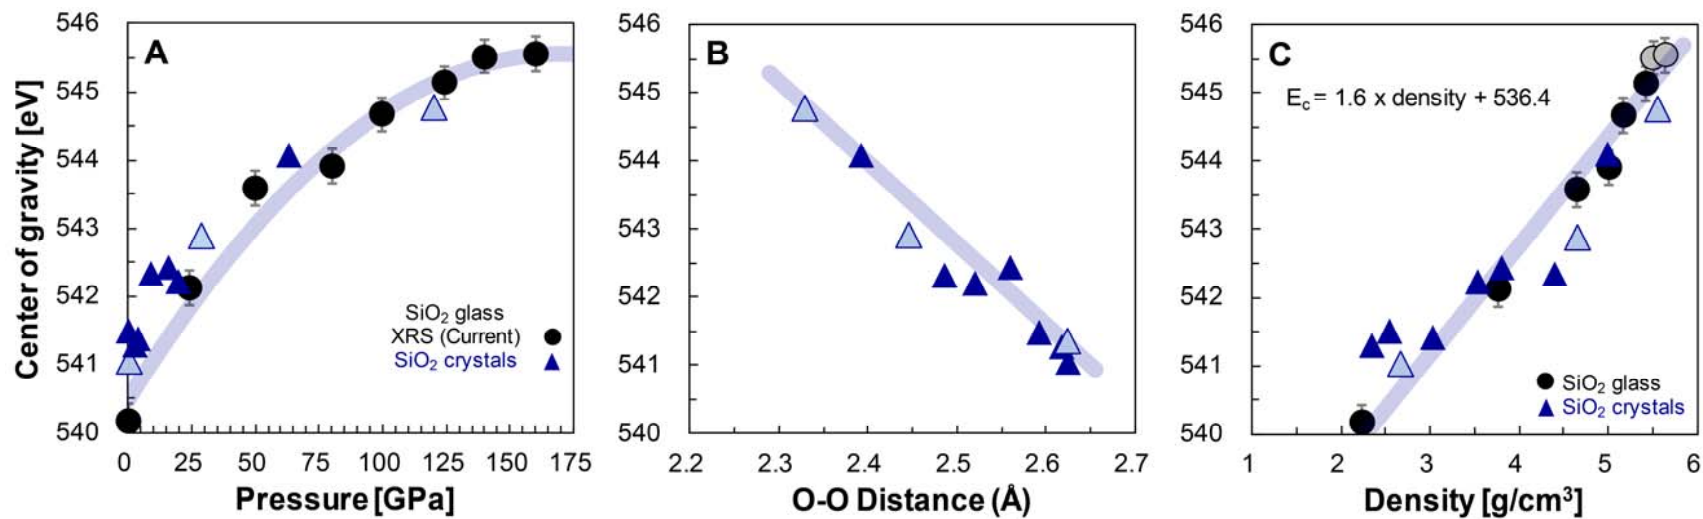 Center of gravity [eV]
546
545
544
543
542
541
540
A
SiO₂ glass
XRS (Current)
SiO₂ crystals
0 25 50 75 100 125 150 175
Pressure [GPa]
546
545
544
543
542
541
540
B
2.2 2.3 2.4 2.5 2.6 2.7
O-O Distance (Å)
546
545
544
543
542
541
540
C
E_c = 1.6 x density + 536.4
SiO₂ glass
SiO₂ crystals
1 2 3 4 5 6
Density [g/cm³]